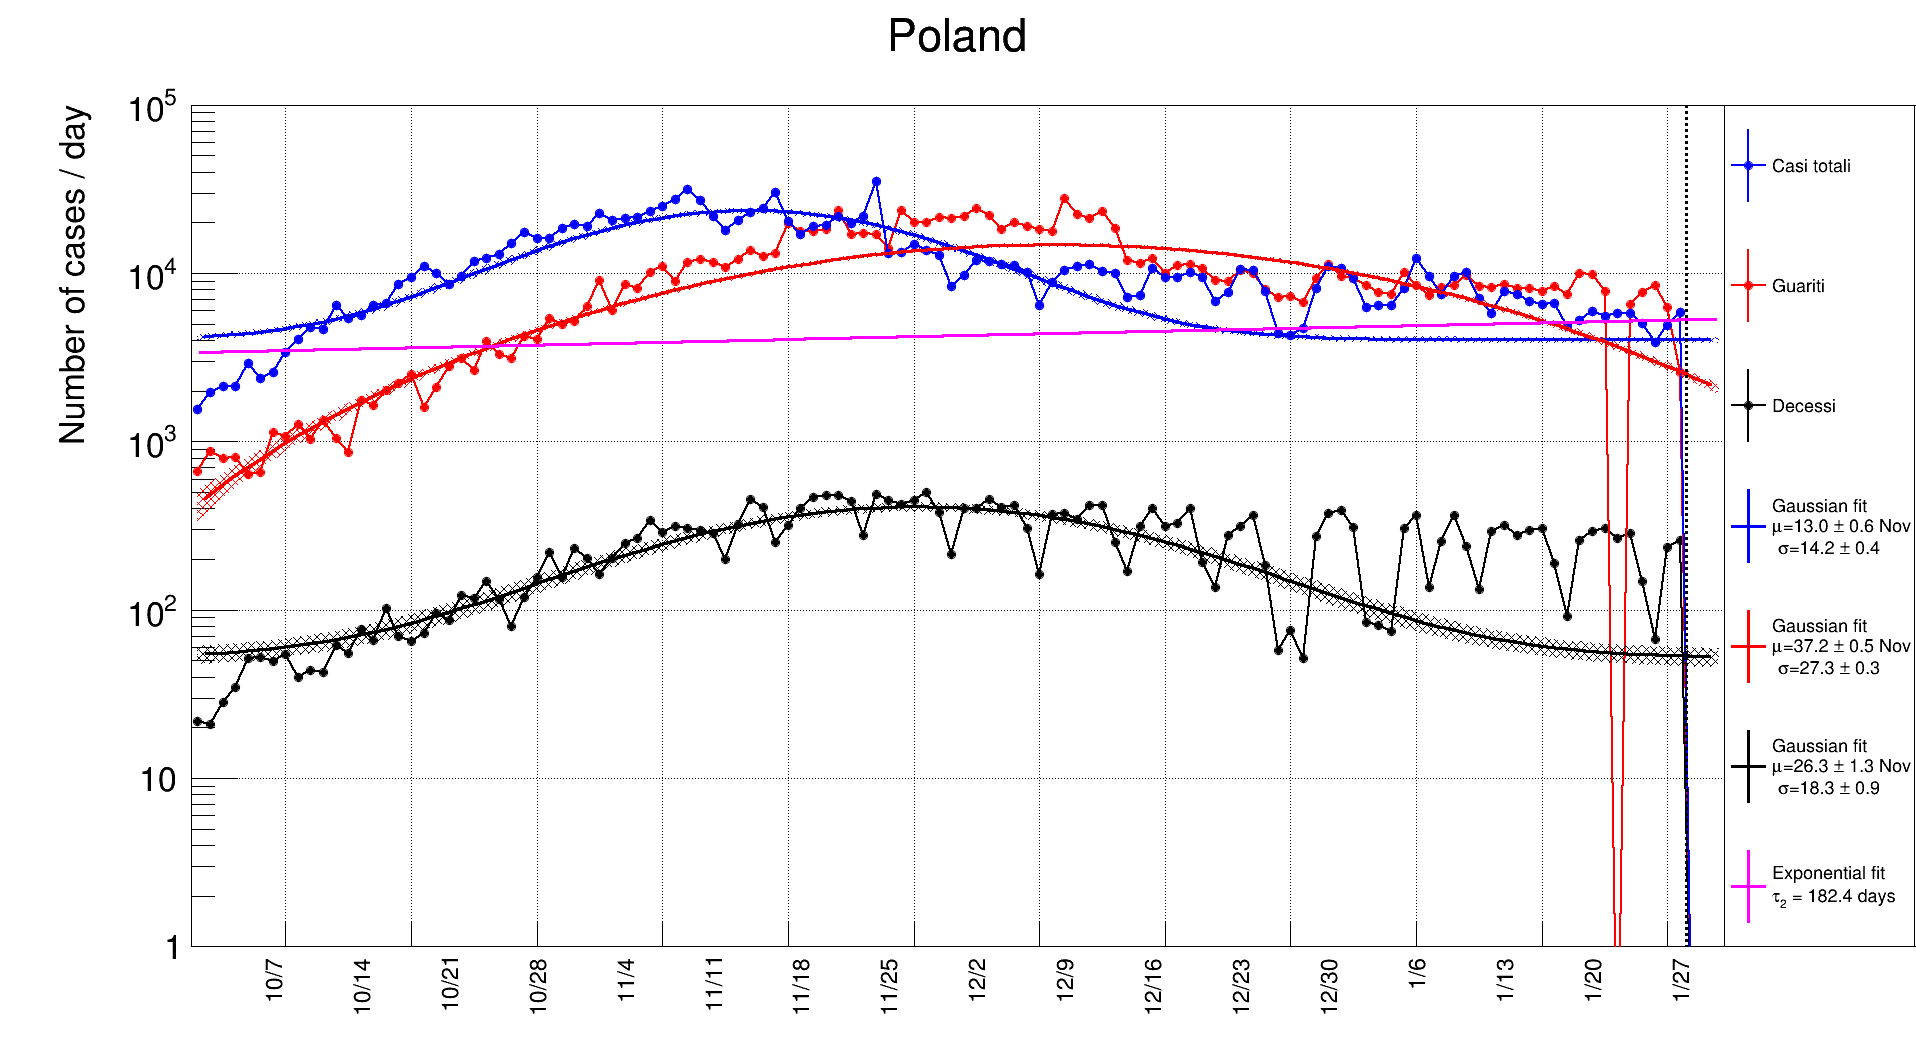 Poland
Number of cases / day
10^5
10^4
10^3
10^2
10
1
10/7 10/14 10/21 10/28 11/4 11/11 11/18 11/25 12/2 12/9 12/16 12/23 12/30 1/6 1/13 1/20 1/27
Casi totali
Guariti
Decessi
Gaussian fit
μ=13.0 ± 0.6 Nov
σ=14.2 ± 0.4
Gaussian fit
μ=37.2 ± 0.5 Nov
σ=27.3 ± 0.3
Gaussian fit
μ=26.3 ± 1.3 Nov
σ=18.3 ± 0.9
Exponential fit
τ₂ = 182.4 days